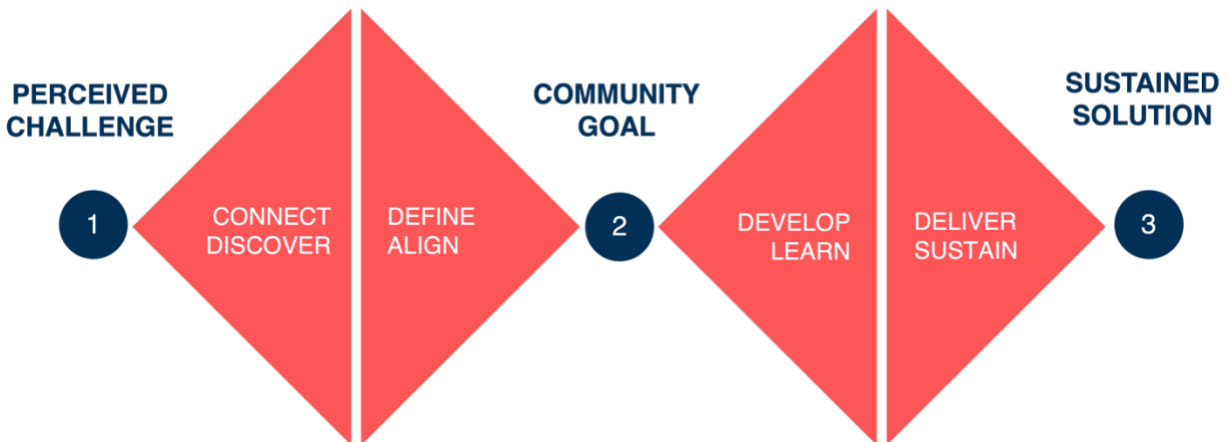 PERCEIVED
CHALLENGE
1
CONNECT
DISCOVER
DEFINE
ALIGN
COMMUNITY
GOAL
2
DEVELOP
LEARN
DELIVER
SUSTAIN
SUSTAINED
SOLUTION
3